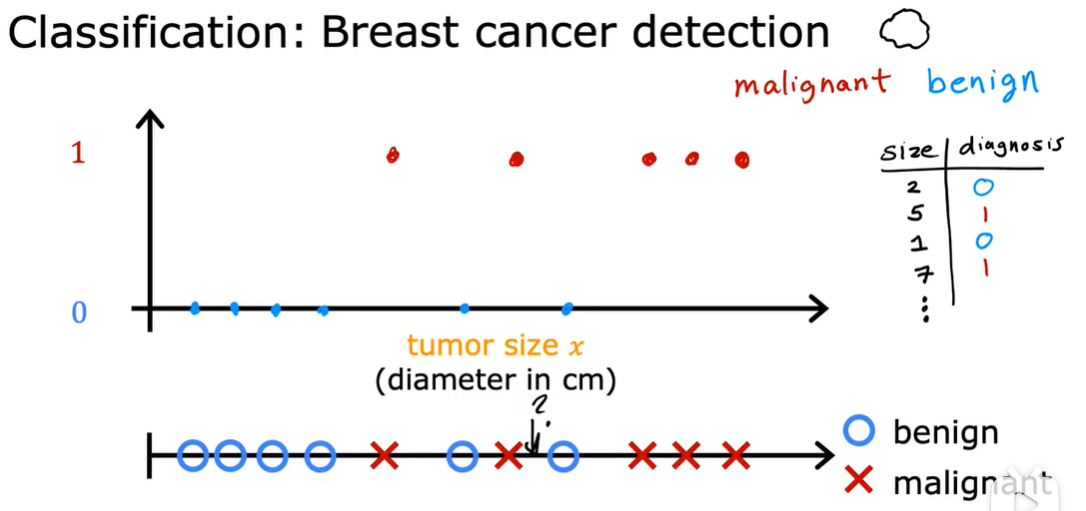 Classification: Breast cancer detection
malignant benign
1
size diagnosis
2 0
5 1
1 0
7 1
0
tumor size x
(diameter in cm)
?
benign
malignant